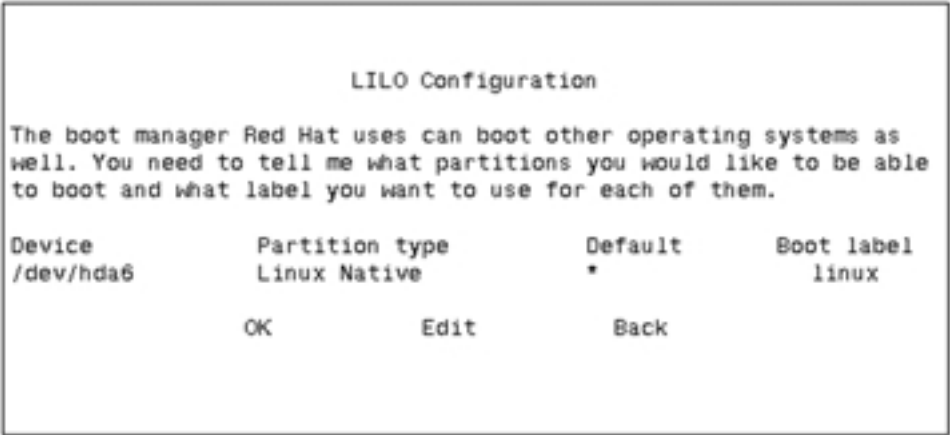 LILO Configuration
The boot manager Red Hat uses can boot other operating systems as
well. You need to tell me what partitions you would like to be able
to boot and what label you want to use for each of them.
Device Partition type Default Boot label
/dev/hda6 Linux Native * linux
OK Edit Back